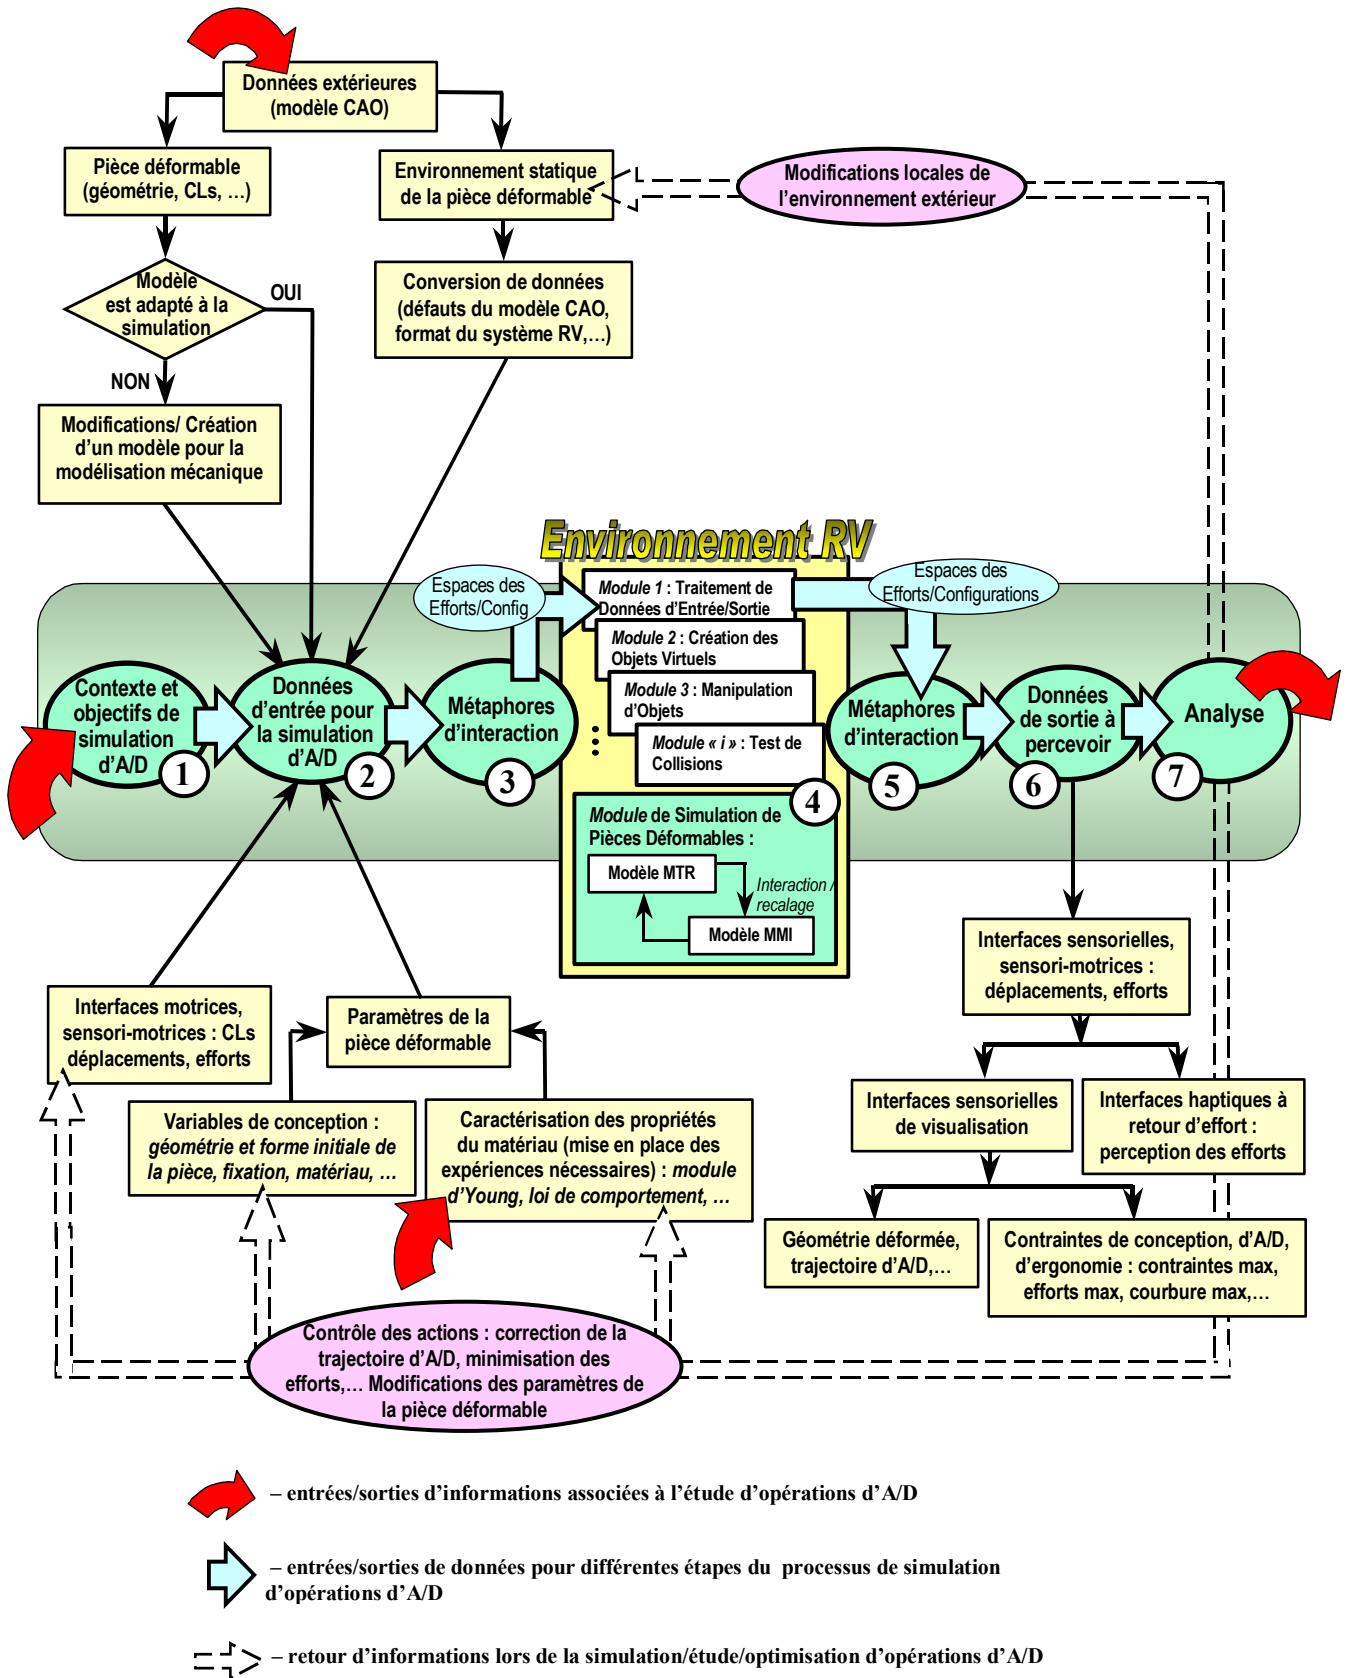 Données extérieures
(modèle CAO)
Pièce déformable
(géométrie, CLs, …)
Environnement statique
de la pièce déformable
Modifications locales de
l’environnement extérieur
Modèle
est adapté à la
simulation
OUI
NON
Conversion de données
(défauts du modèle CAO,
format du système RV,…)
Modifications/ Création
d’un modèle pour la
modélisation mécanique
Environnement RV
Espaces des
Efforts/Config
Espaces des
Efforts/Configurations
Module 1 : Traitement de
Données d’Entrée/Sortie
Module 2 : Création des
Objets Virtuels
Module 3 : Manipulation
d’Objets
Module « i » : Test de
Collisions
Contexte et
objectifs de
simulation
d’A/D
1
Données
d’entrée pour
la simulation
d’A/D
2
Métaphores
d’interaction
3
4
Module de Simulation de
Pièces Déformables :
Modèle MTR
Interaction /
recalage
Modèle MMI
Métaphores
d’interaction
5
Données
de sortie à
percevoir
6
Analyse
7
Interfaces motrices,
sensori-motrices : CLs
déplacements, efforts
Paramètres de la
pièce déformable
Variables de conception :
géométrie et forme initiale de
la pièce, fixation, matériau, …
Caractérisation des propriétés
du matériau (mise en place des
expériences nécessaires) : module
d’Young, loi de comportement, …
Interfaces sensorielles,
sensori-motrices :
déplacements, efforts
Interfaces sensorielles
de visualisation
Interfaces haptiques à
retour d’effort :
perception des efforts
Géométrie déformée,
trajectoire d’A/D,…
Contraintes de conception, d’A/D,
d’ergonomie : contraintes max,
efforts max, courbure max,…
Contrôle des actions : correction de la
trajectoire d’A/D, minimisation des
efforts,… Modifications des paramètres de
la pièce déformable
– entrées/sorties d’informations associées à l’étude d’opérations d’A/D
– entrées/sorties de données pour différentes étapes du processus de simulation
d’opérations d’A/D
– retour d’informations lors de la simulation/étude/optimisation d’opérations d’A/D